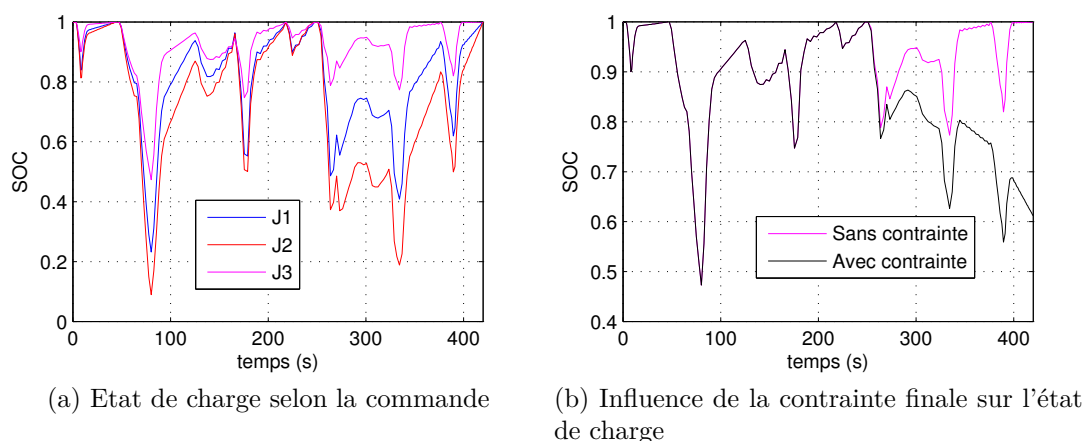 1
0.8
0.6
0.4
0.2
0
SOC
J1
J2
J3
0
100
200
300
400
temps (s)
(a) Etat de charge selon la commande
1
0.9
0.8
0.7
0.6
0.5
0.4
SOC
Sans contrainte
Avec contrainte
0
100
200
300
400
temps (s)
(b) Influence de la contrainte finale sur l'état
de charge